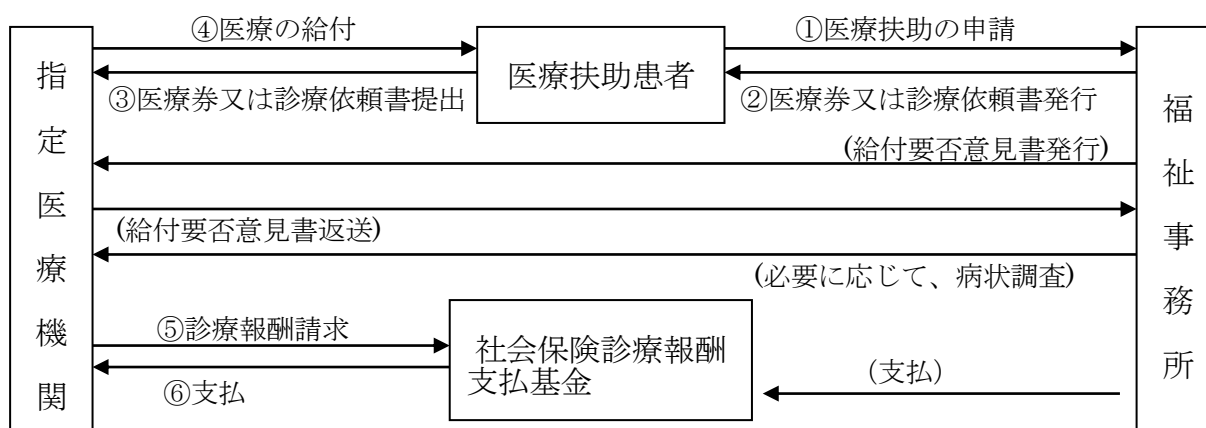 ④医療の給付
①医療扶助の申請
指定医療機関
医療扶助患者
福祉事務所
③医療券又は診療依頼書提出
②医療券又は診療依頼書発行
(給付要否意見書発行)
(給付要否意見書返送)
(必要に応じて、病状調査)
⑤診療報酬請求
社会保険診療報酬
支払基金
(支払)
⑥支払